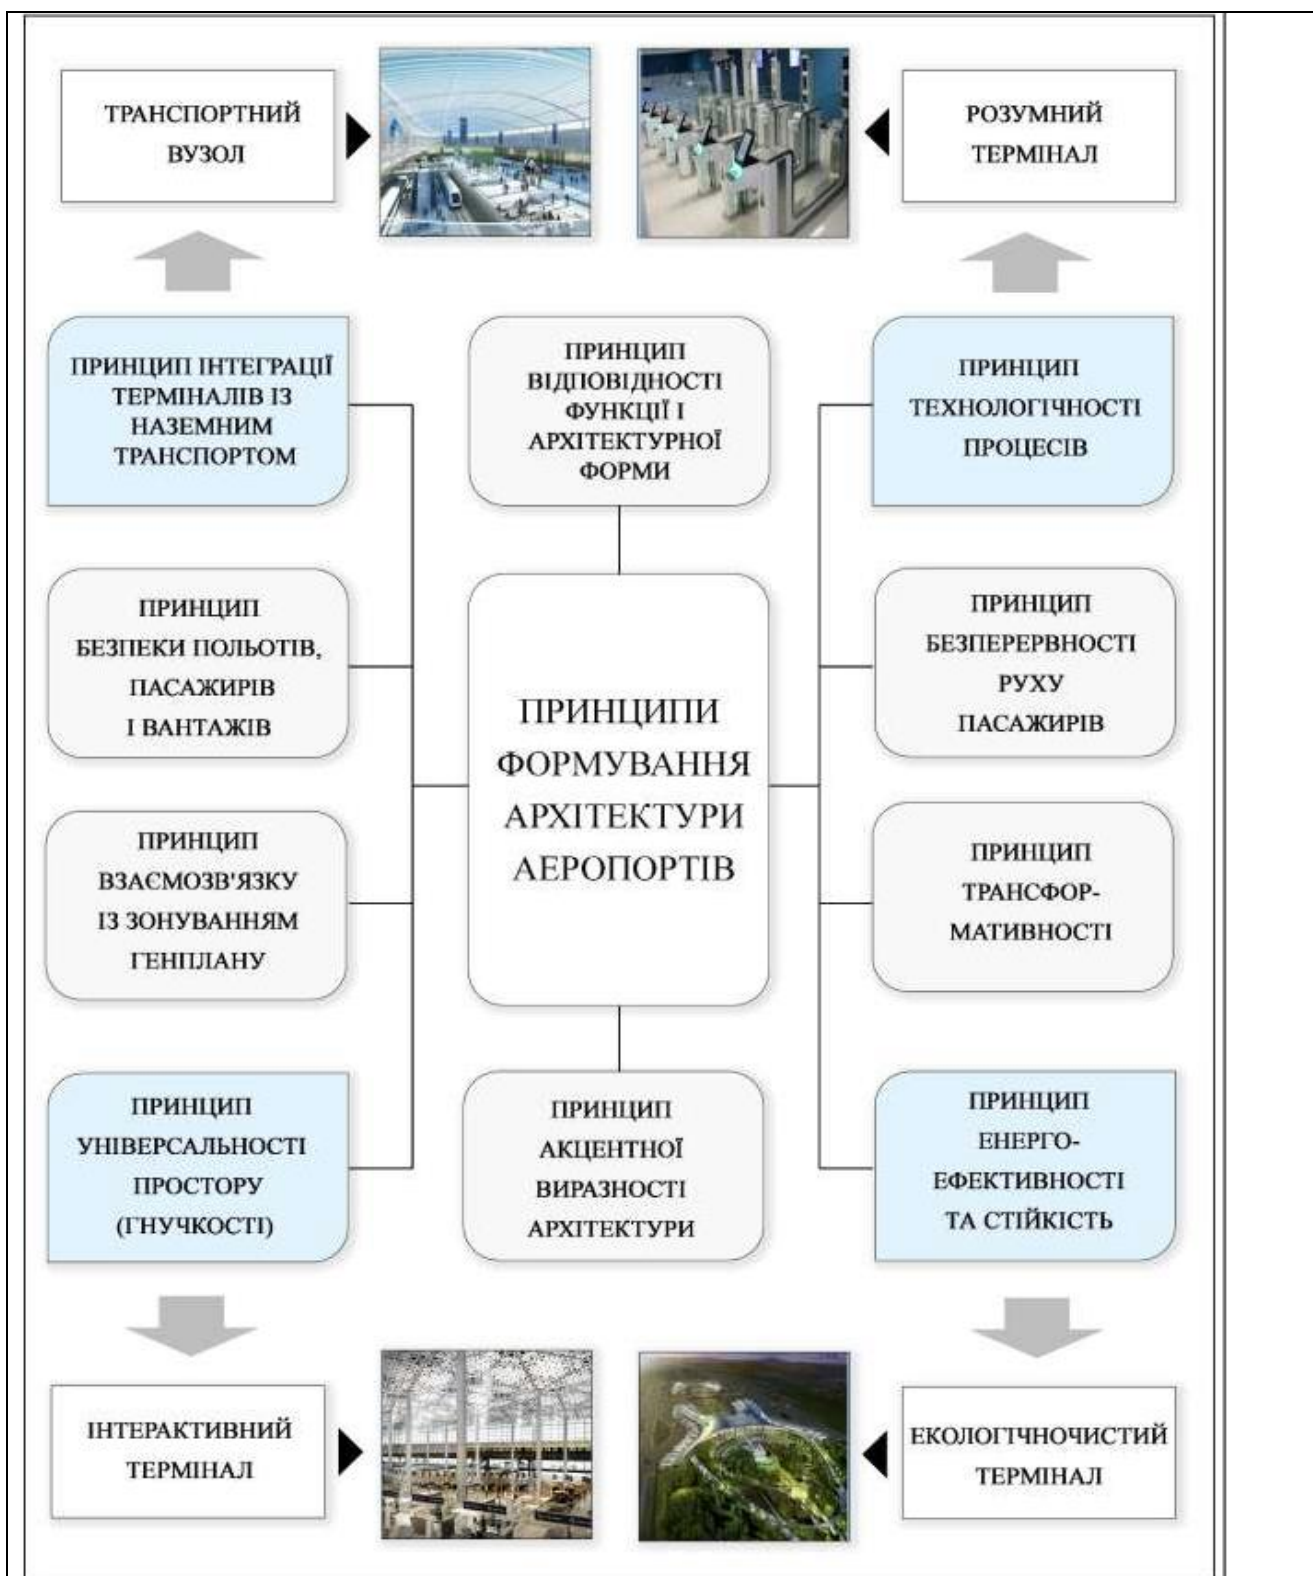 ТРАНСПОРТНИЙ
ВУЗОЛ
РОЗУМНИЙ
ТЕРМІНАЛ
ПРИНЦИП ІНТЕГРАЦІЇ
ТЕРМІНАЛІВ ІЗ
НАЗЕМНИМ
ТРАНСПОРТОМ
ПРИНЦИП
ВІДПОВІДНОСТІ
ФУНКЦІЇ І
АРХІТЕКТУРНОЇ
ФОРМИ
ПРИНЦИП
ТЕХНОЛОГІЧНОСТІ
ПРОЦЕСІВ
ПРИНЦИП
БЕЗПЕКИ ПОЛЬОТІВ,
ПАСАЖИРІВ
І ВАНТАЖІВ
ПРИНЦИПИ
ФОРМУВАННЯ
АРХІТЕКТУРИ
АЕРОПОРТІВ
ПРИНЦИП
БЕЗПЕРЕРВНОСТІ
РУХУ
ПАСАЖИРІВ
ПРИНЦИП
ВЗАЄМОЗВ'ЯЗКУ
ІЗ ЗОНУВАННЯМ
ГЕНПЛАНУ
ПРИНЦИП
ТРАНСФОР-
МАТИВНОСТІ
ПРИНЦИП
УНІВЕРСАЛЬНОСТІ
ПРОСТОРУ
(ГНУЧКОСТІ)
ПРИНЦИП
АКЦЕНТНОЇ
ВИРАЗНОСТІ
АРХІТЕКТУРИ
ПРИНЦИП
ЕНЕРГО-
ЕФЕКТИВНОСТІ
ТА СТІЙКІСТЬ
ІНТЕРАКТИВНИЙ
ТЕРМІНАЛ
ЕКОЛОГІЧНОЧИСТИЙ
ТЕРМІНАЛ